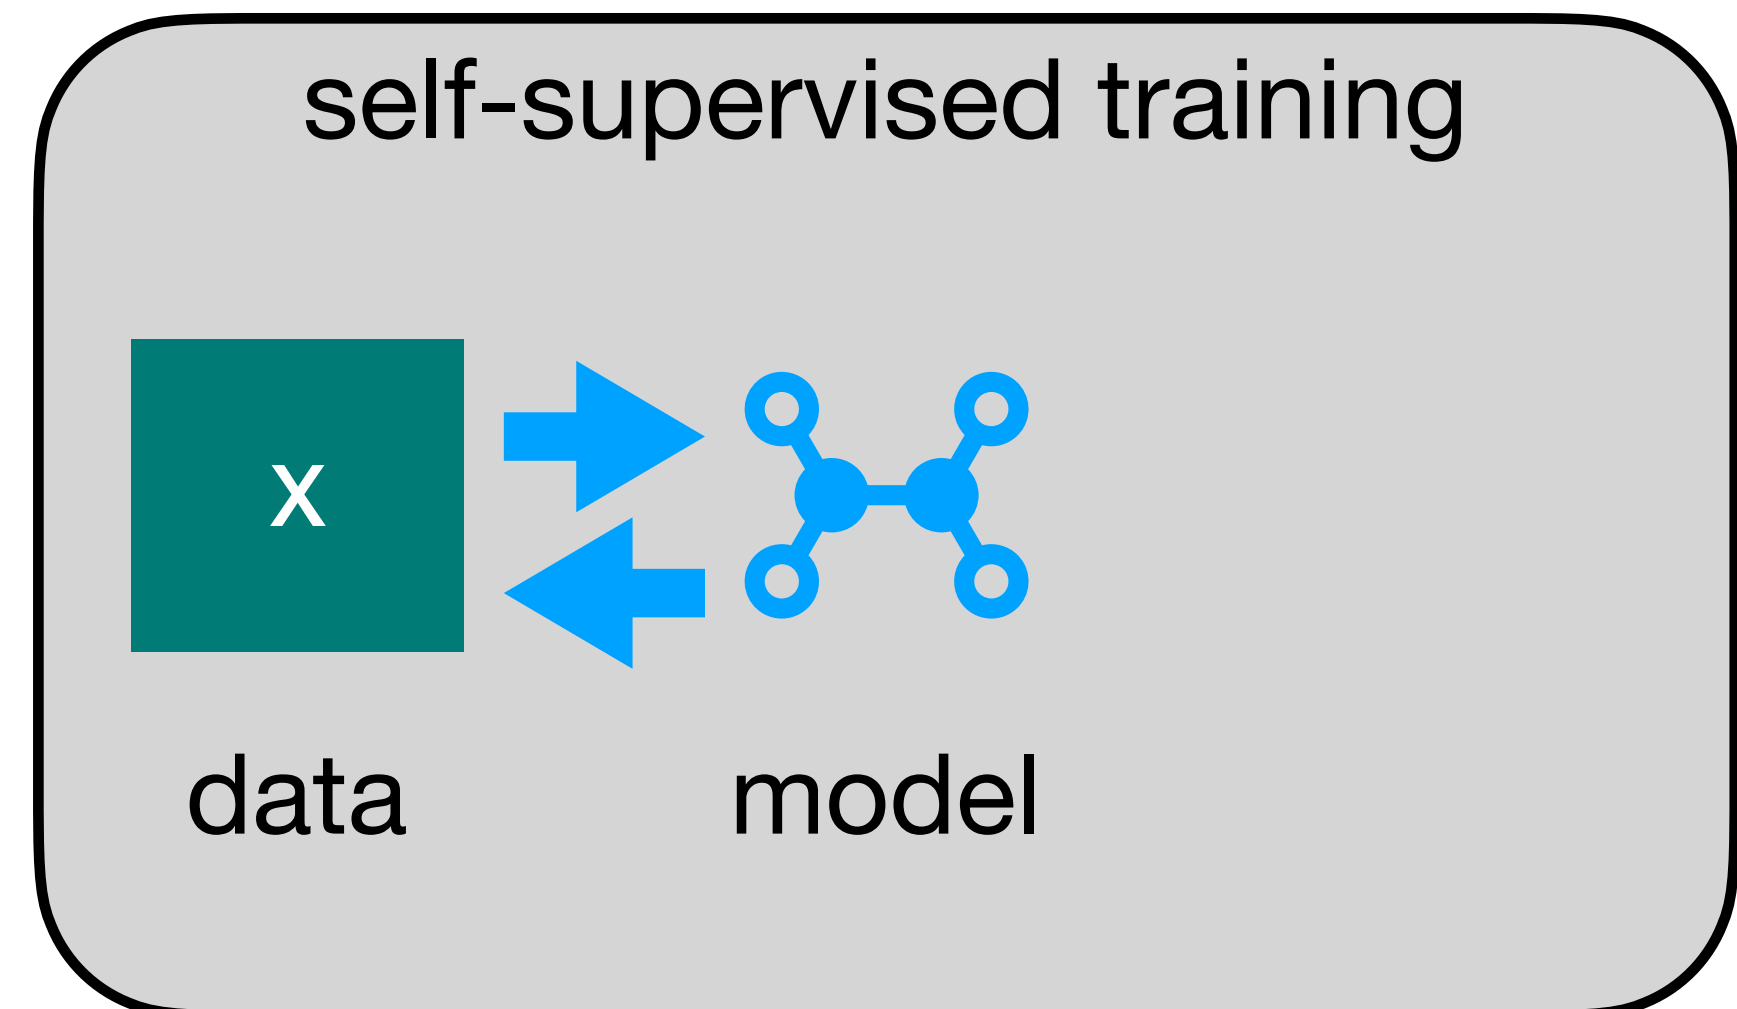 self-supervised training
x
data
model